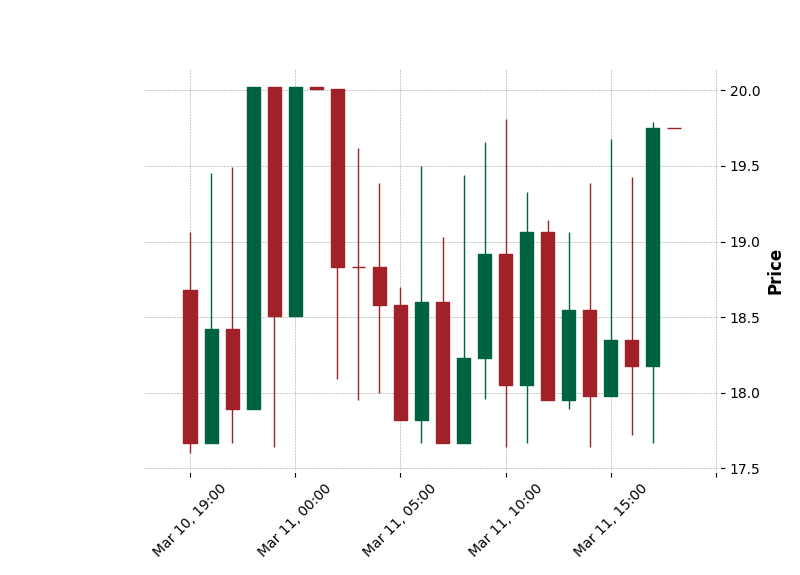 20.0
19.5
19.0
18.5
18.0
17.5
Price
Mar 10, 19:00
Mar 11, 00:00
Mar 11, 05:00
Mar 11, 10:00
Mar 11, 15:00